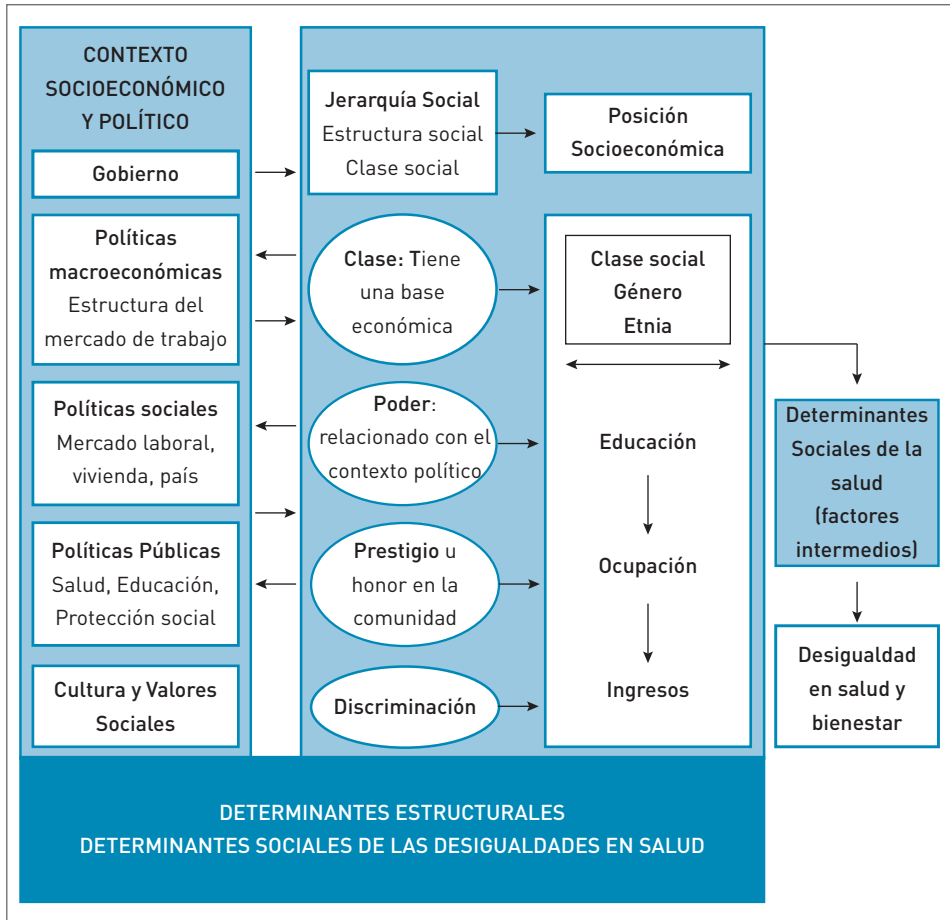 CONTEXTO
SOCIOECONÓMICO
Y POLÍTICO
Gobierno
Políticas
macroeconómicas
Estructura del
mercado de trabajo
Políticas sociales
Mercado laboral,
vivienda, país
Políticas Públicas
Salud, Educación,
Protección social
Cultura y Valores
Sociales
Jerarquía Social
Estructura social
Clase social
Posición
Socioeconómica
Clase: Tiene
una base
económica
Poder:
relacionado con el
contexto político
Prestigio u
honor en la
comunidad
Discriminación
Clase social
Género
Etnia
Educación
Ocupación
Ingresos
Determinantes
Sociales de la
salud
(factores
intermedios)
Desigualdad
en salud y
bienestar
DETERMINANTES ESTRUCTURALES
DETERMINANTES SOCIALES DE LAS DESIGUALDADES EN SALUD